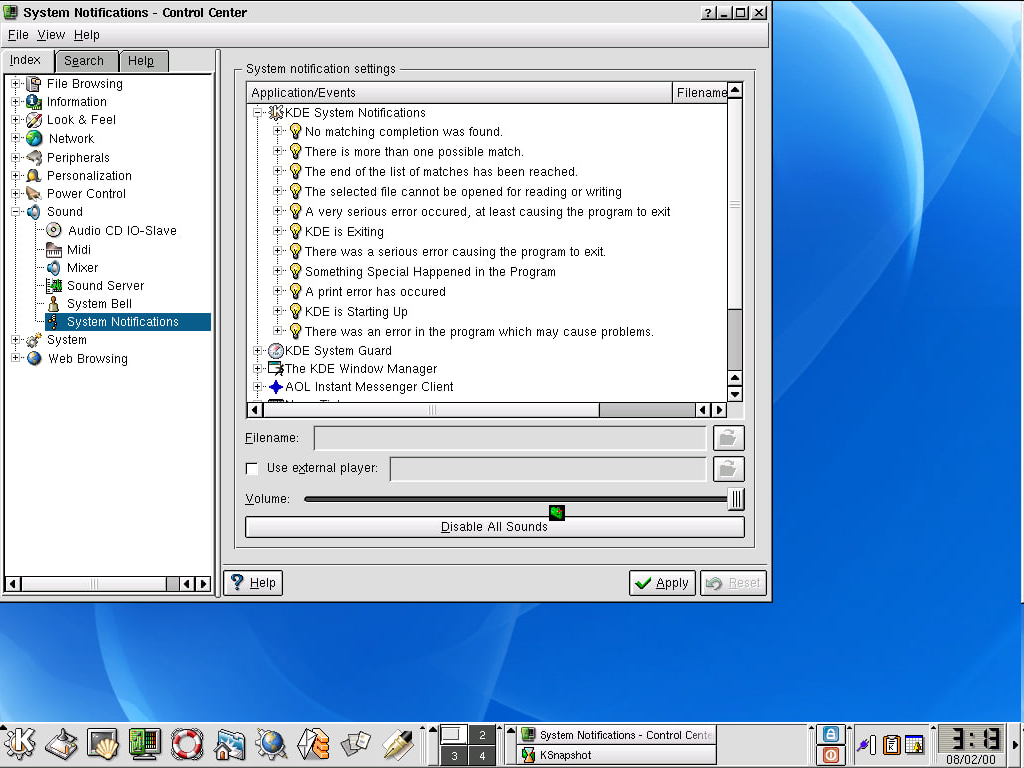 System Notifications - Control Center
File View Help
Index Search Help
File Browsing
Information
Look & Feel
Network
Peripherals
Personalization
Power Control
Sound
Audio CD IO-Slave
Midi
Mixer
Sound Server
System Bell
System Notifications
System
Web Browsing
System notification settings
Application/Events Filename
KDE System Notifications
No matching completion was found.
There is more than one possible match.
The end of the list of matches has been reached.
The selected file cannot be opened for reading or writing
A very serious error occured, at least causing the program to exit
KDE is Exiting
There was a serious error causing the program to exit.
Something Special Happened in the Program
A print error has occured
KDE is Starting Up
There was an error in the program which may cause problems.
KDE System Guard
The KDE Window Manager
AOL Instant Messenger Client
Filename:
Use external player:
Volume:
Disable All Sounds
Help Apply Reset
2
3 4
System Notifications - Control Cente
KSnapshot
3:13
08/02/00